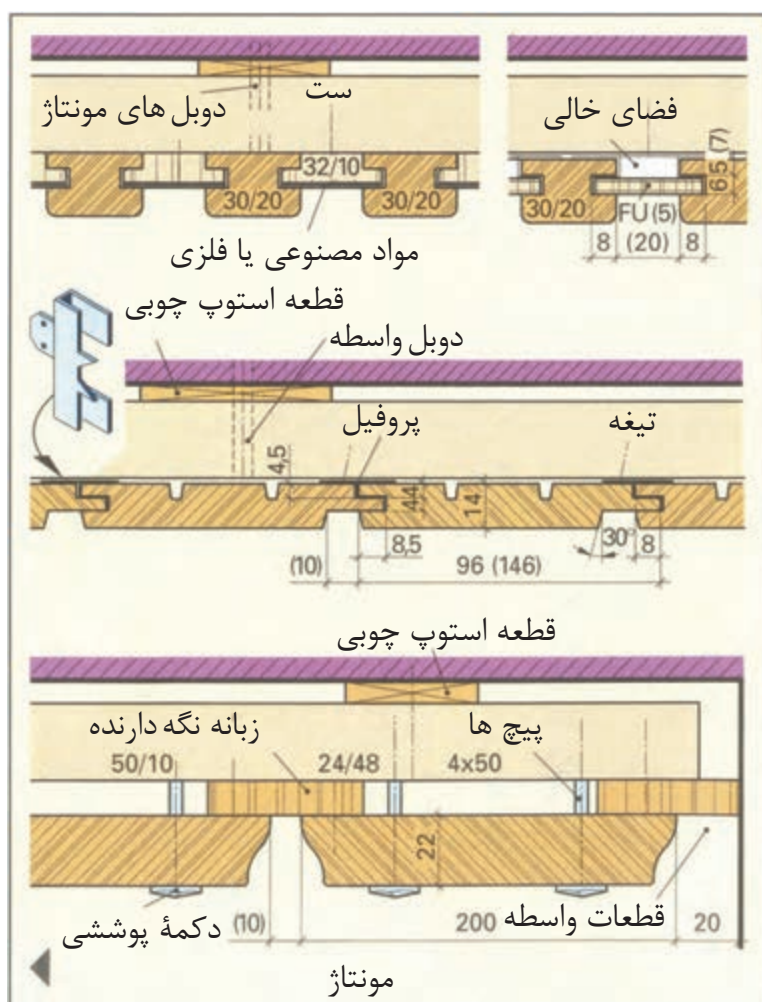 ست
دوبل های مونتاژ
فضای خالی
32/10
30/20
30/20
30/20
6,5 (7)
FU (5)
8 (20) 8
مواد مصنوعی یا فلزی
قطعه استوپ چوبی
دوبل واسطه
پروفیل
تیغه
4,5
44
14
8,5
30°
8
(10)
96 (146)
قطعه استوپ چوبی
زبانه نگه دارنده
پیچ ها
50/10
24/48
4x50
22
دکمهٔ پوششی
(10)
200
20
قطعات واسطه
مونتاژ